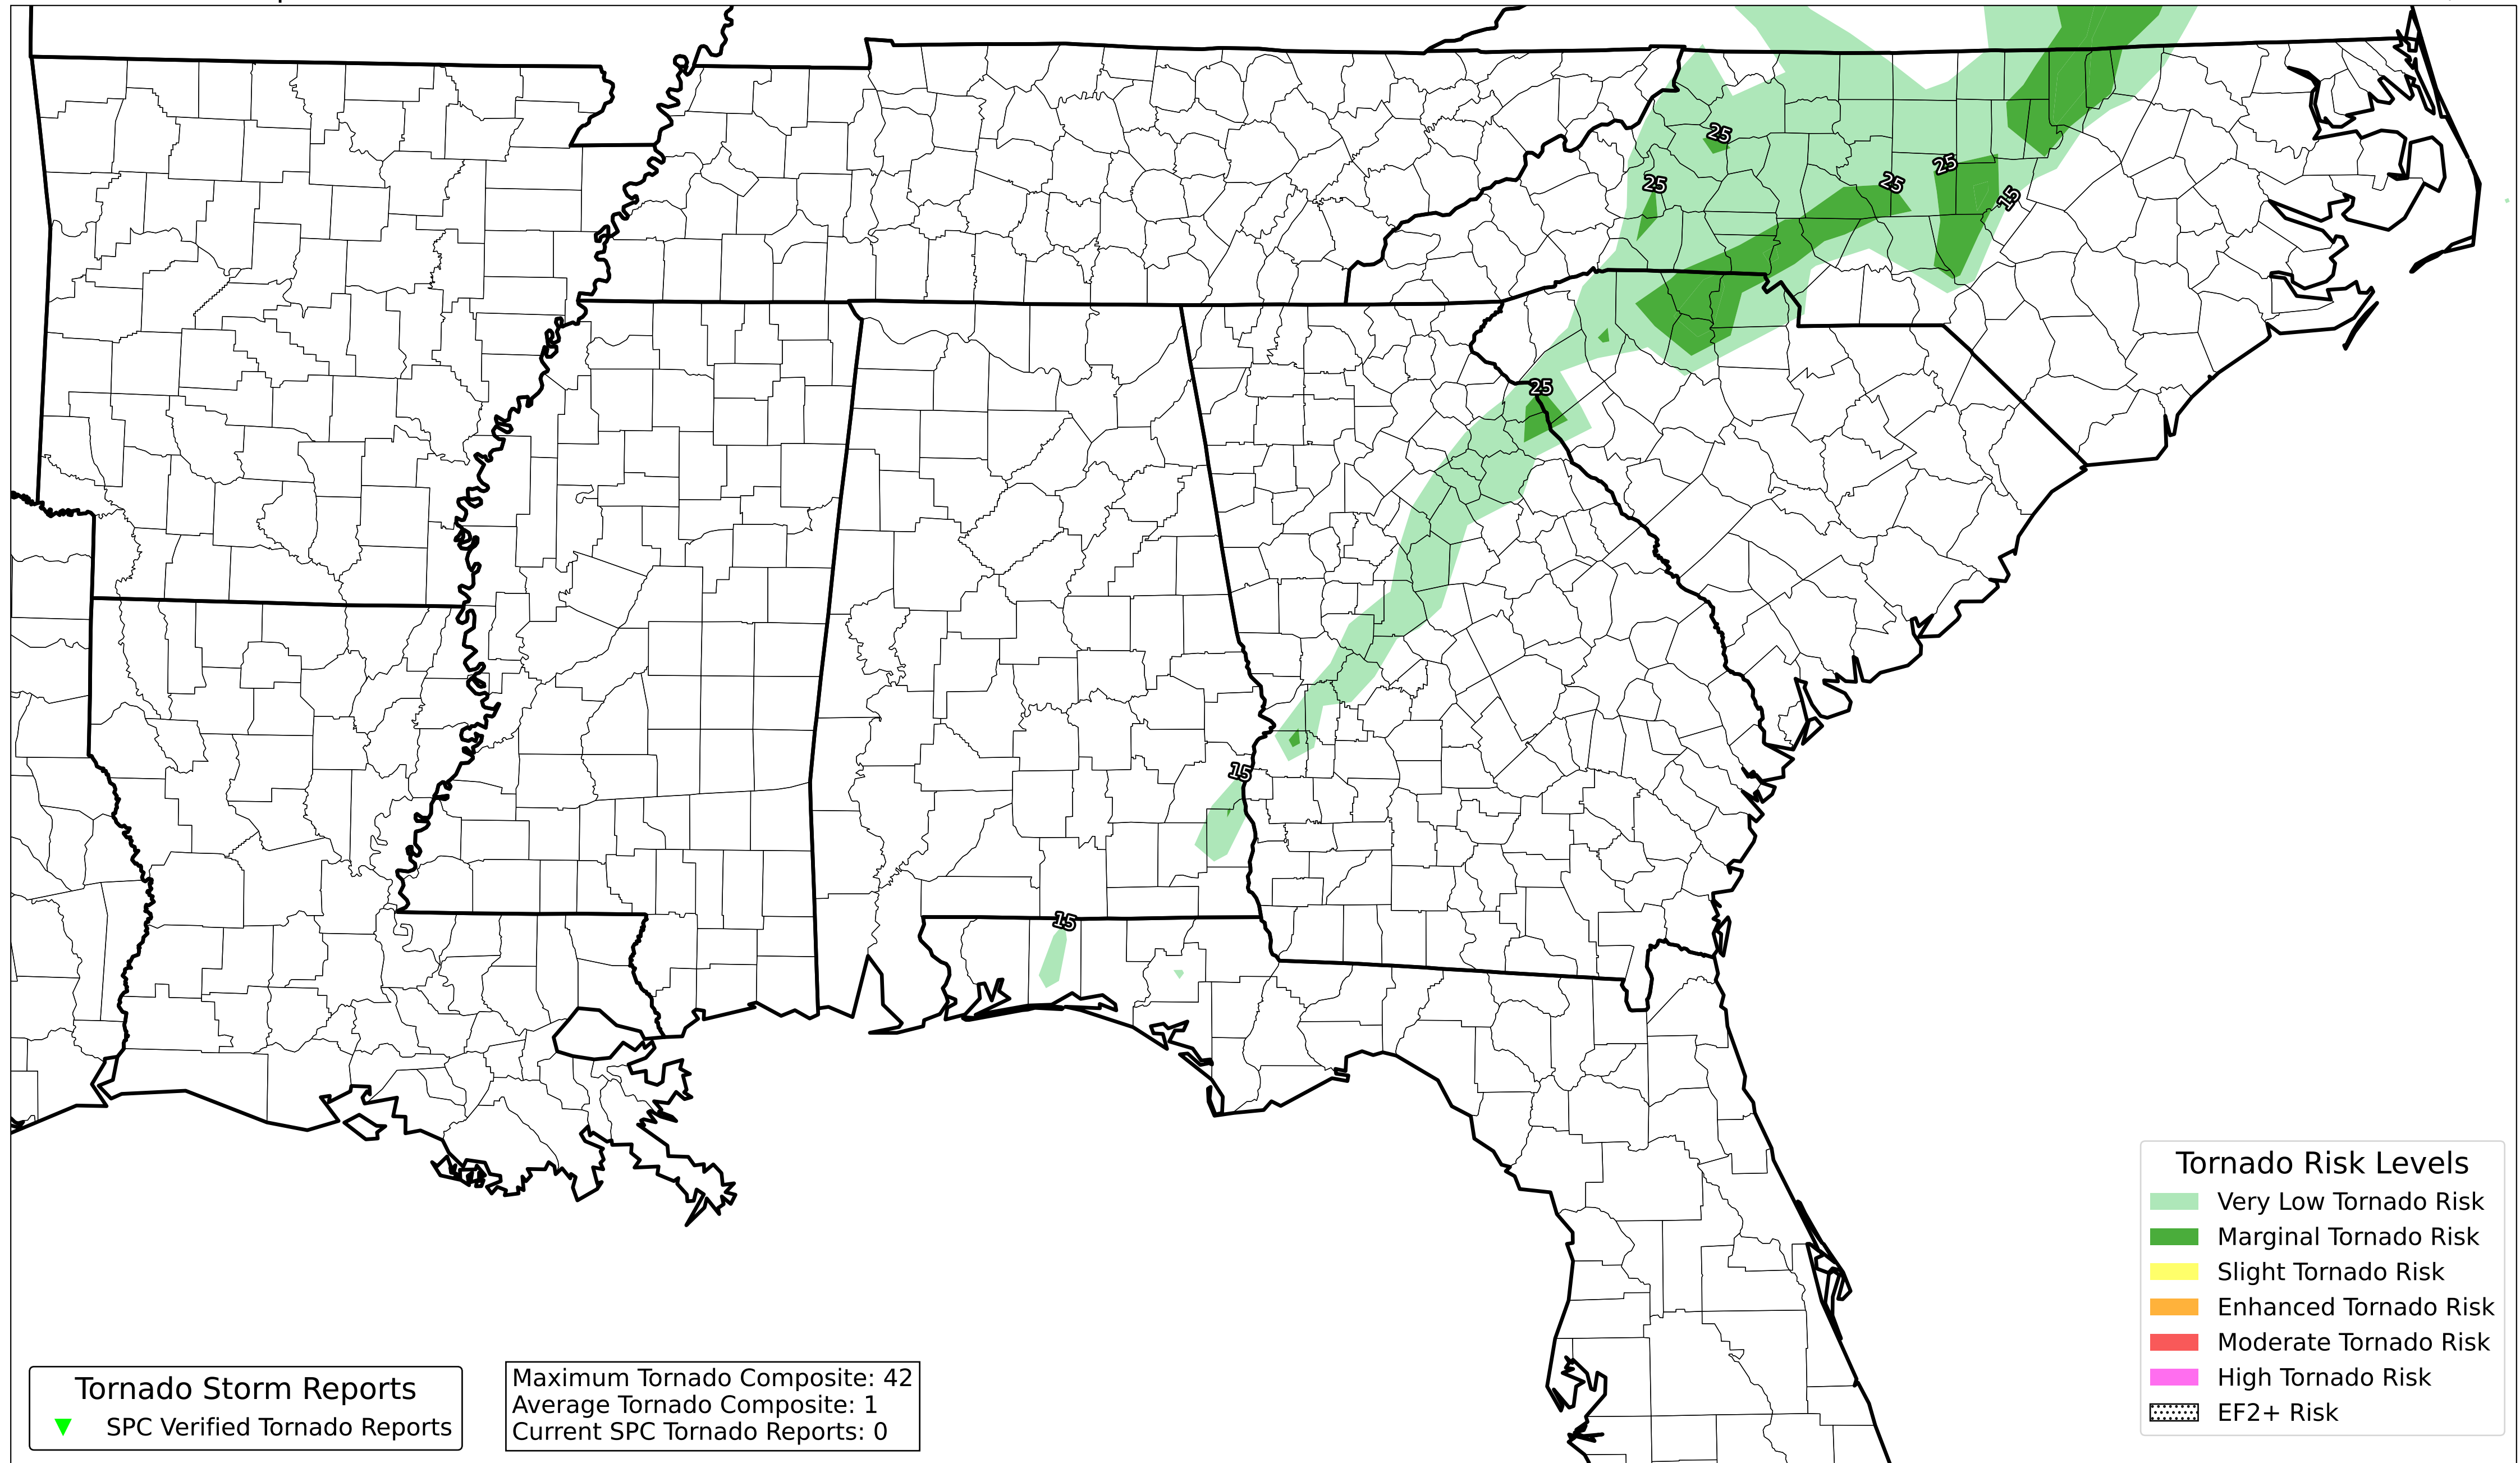 25
25
25
25
15
25
15
15
Tornado Risk Levels
Very Low Tornado Risk
Marginal Tornado Risk
Slight Tornado Risk
Enhanced Tornado Risk
Moderate Tornado Risk
High Tornado Risk
EF2+ Risk
Tornado Storm Reports
SPC Verified Tornado Reports
Maximum Tornado Composite: 42
Average Tornado Composite: 1
Current SPC Tornado Reports: 0